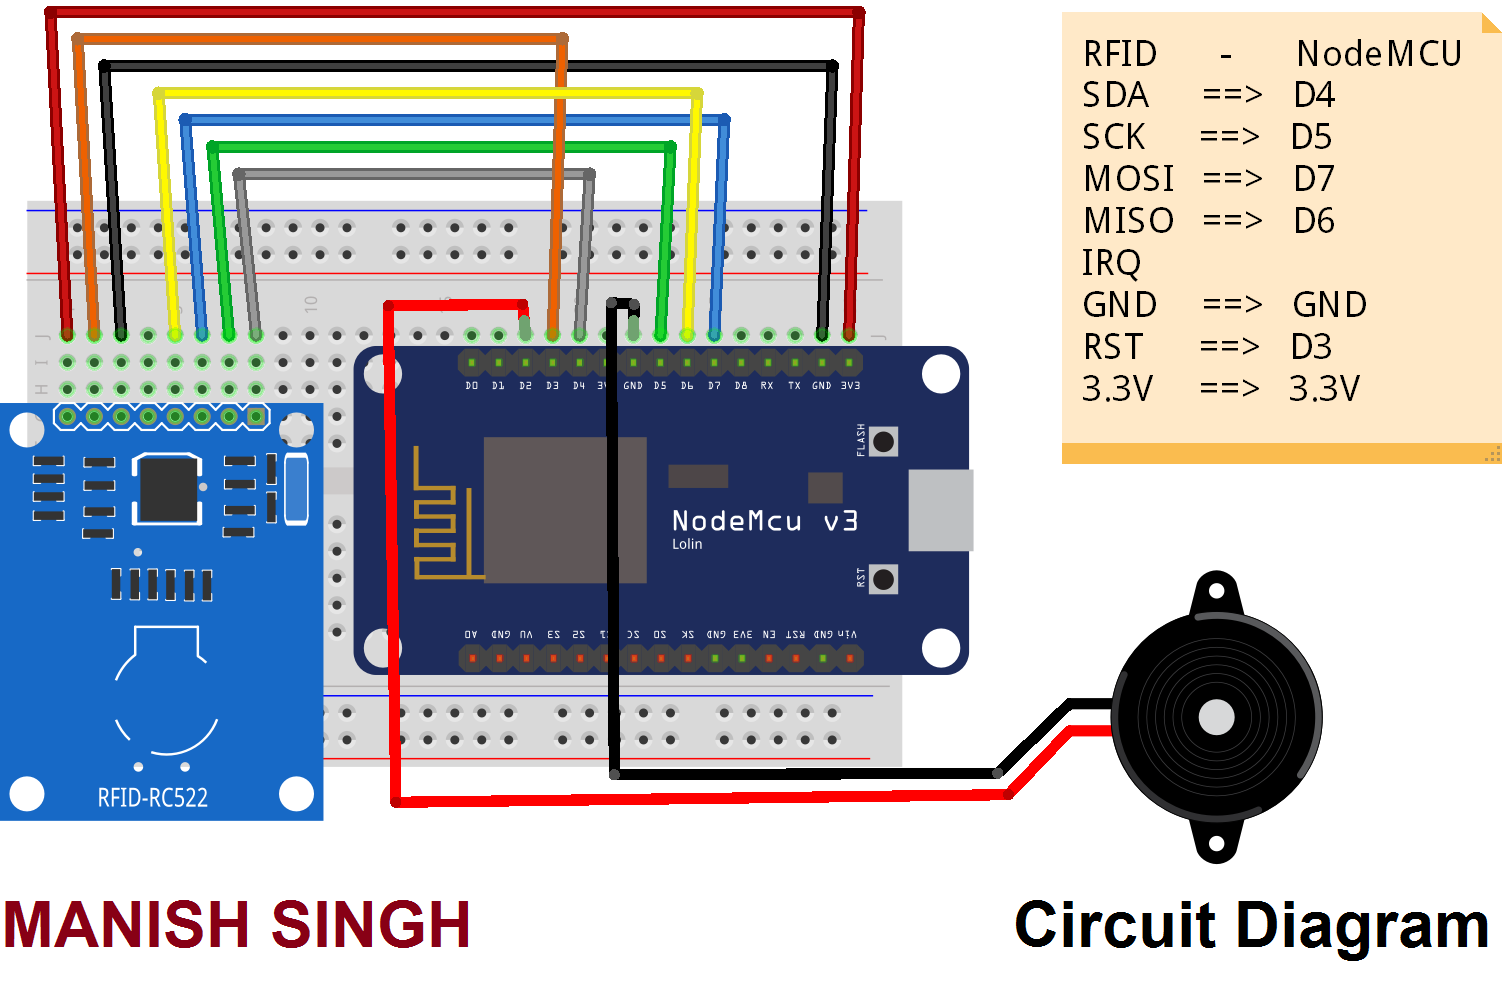 RFID - NodeMCU
SDA ==> D4
SCK ==> D5
MOSI ==> D7
MISO ==> D6
IRQ
GND ==> GND
RST ==> D3
3.3V ==> 3.3V
J
10
J
I
H
D0 D1 D2 D3 D4 3V GND D5 D6 D7 D8 RX TX GND 3V3
FLASH
NodeMcu v3
Lolin
RST
A0 GND VU S3 S2 S1 SC S0 SK GND 3V3 EN RST GND Vin
RFID-RC522
MANISH SINGH
Circuit Diagram